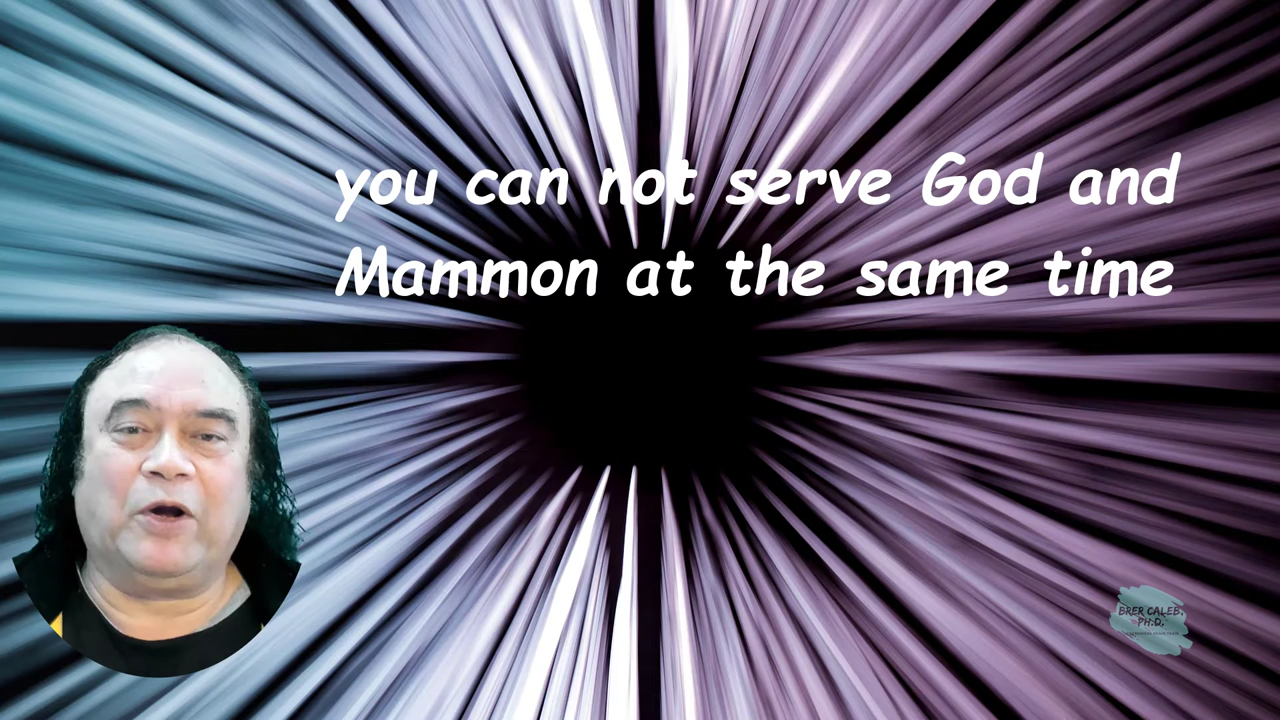 you can not serve God and
Mammon at the same time
BRER CALEB,
PH.D.